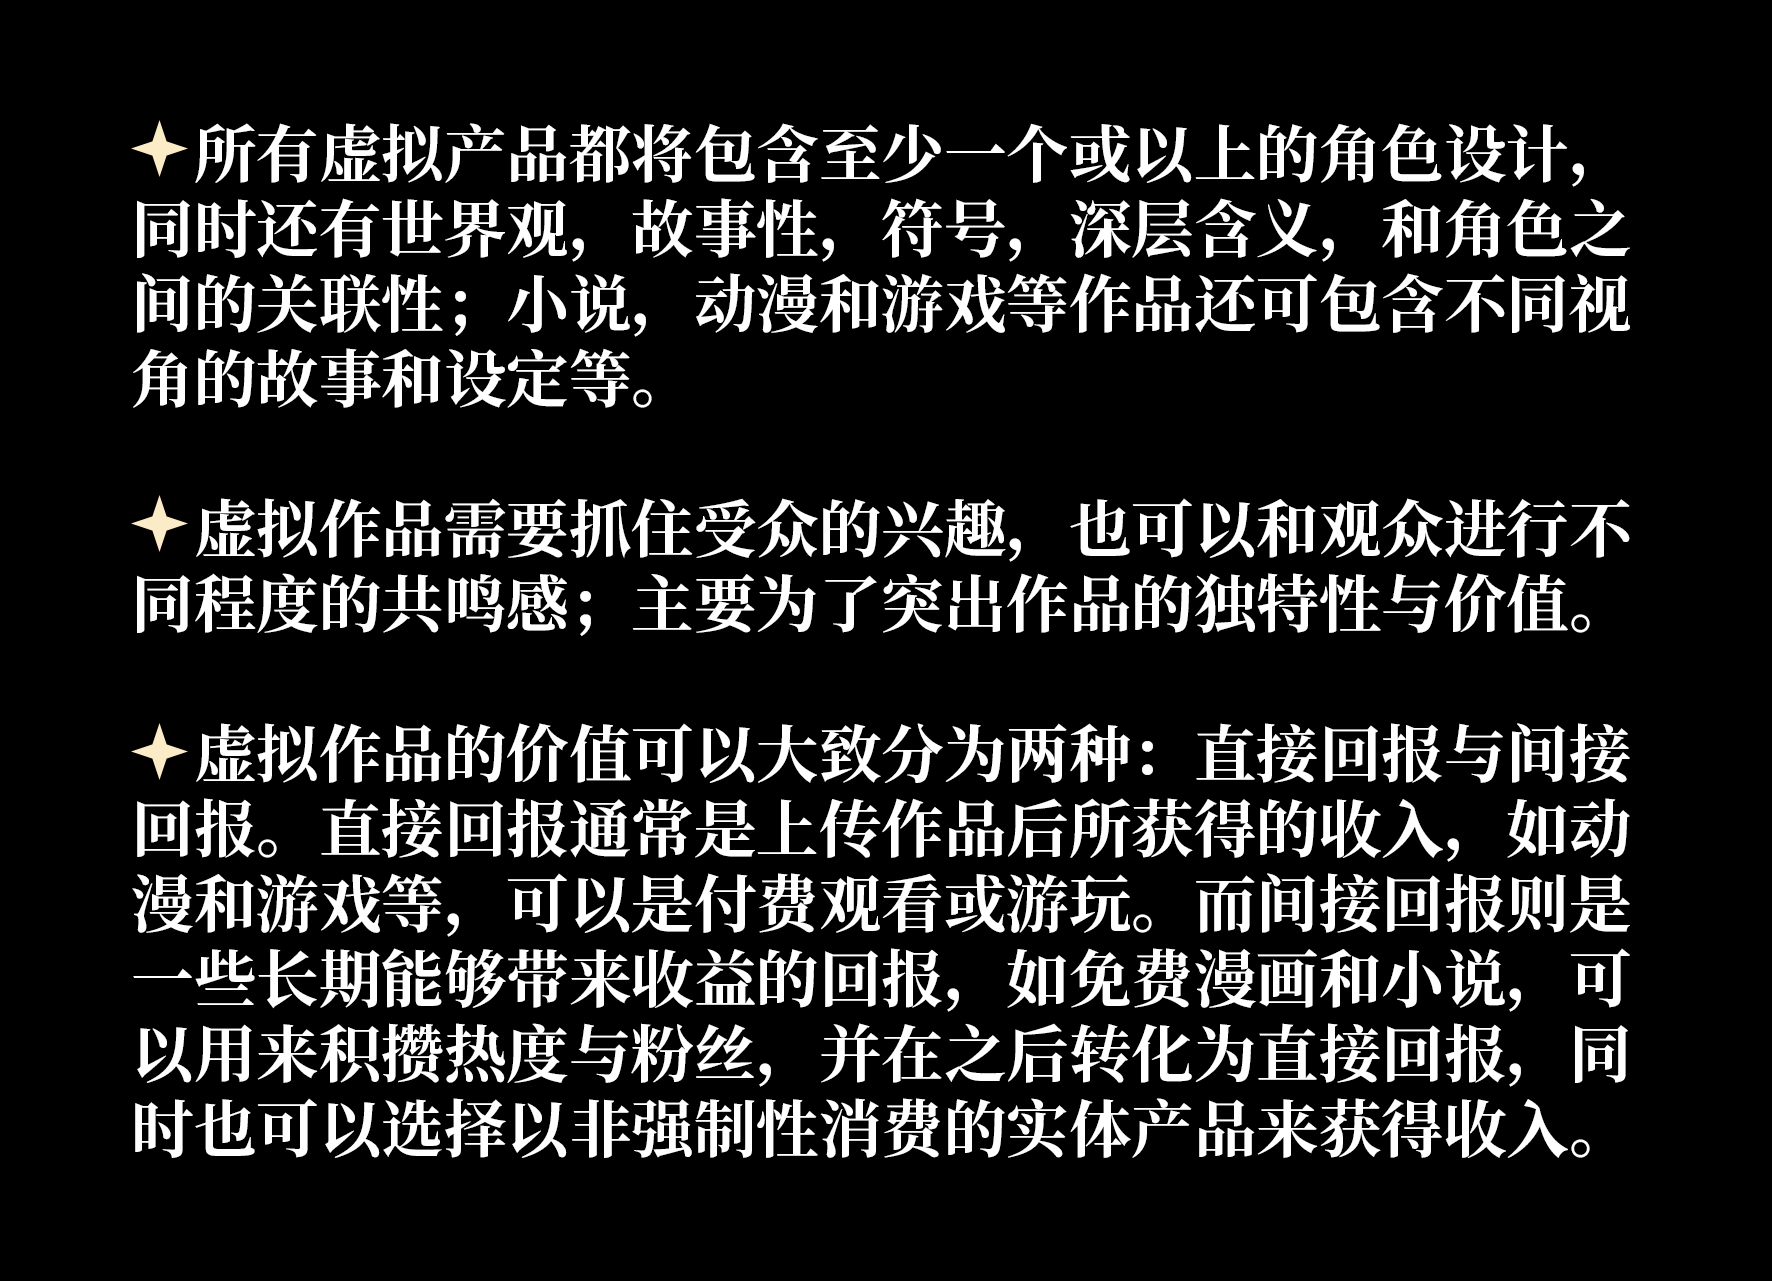 所有虚拟产品都将包含至少一个或以上的角色设计，
同时还有世界观，故事性，符号，深层含义，和角色之
间的关联性；小说，动漫和游戏等作品还可包含不同视
角的故事和设定等。
虚拟作品需要抓住受众的兴趣，也可以和观众进行不
同程度的共鸣感；主要为了突出作品的独特性与价值。
虚拟作品的价值可以大致分为两种：直接回报与间接
回报。直接回报通常是上传作品后所获得的收入，如动
漫和游戏等，可以是付费观看或游玩。而间接回报则是
一些长期能够带来收益的回报，如免费漫画和小说，可
以用来积攒热度与粉丝，并在之后转化为直接回报，同
时也可以选择以非强制性消费的实体产品来获得收入。